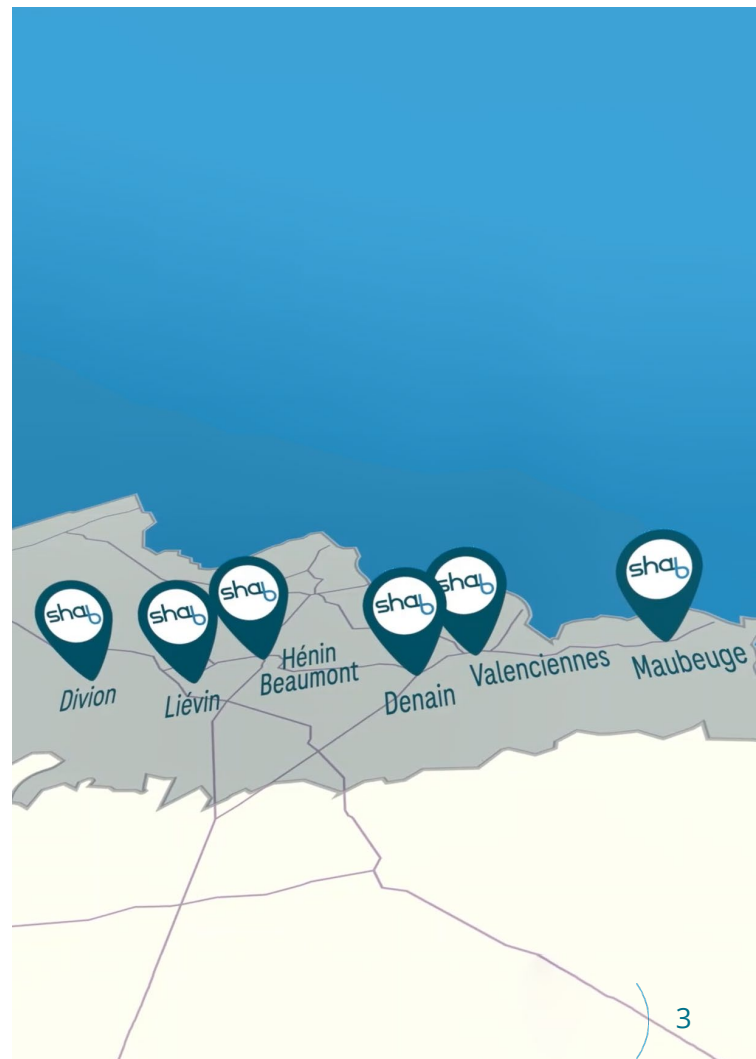 shab
shab
shab
shab
shab
shab
Divion
Liévin
Hénin
Beaumont
Denain
Valenciennes
Maubeuge
3